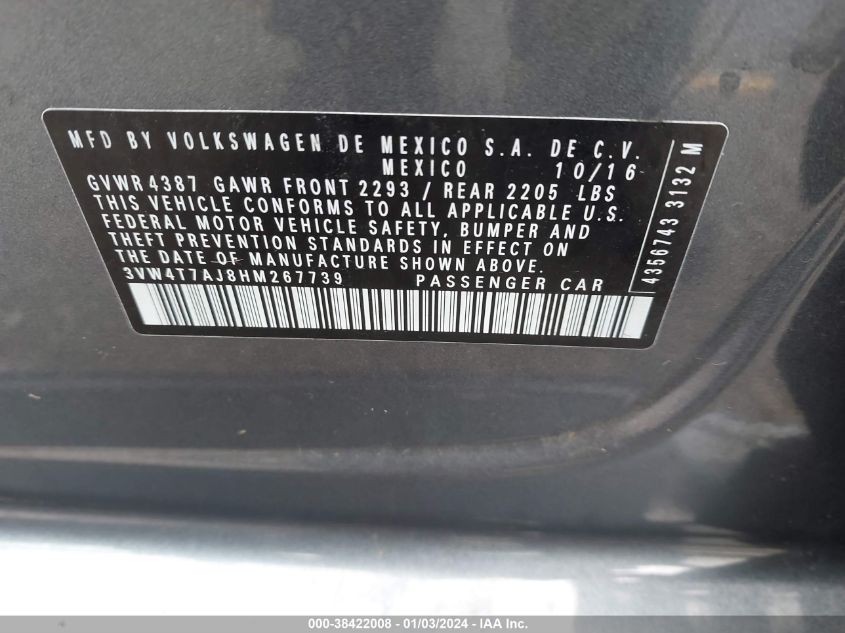 MFD BY VOLKSWAGEN DE MEXICO S.A. DE C.V.
MEXICO 10/16
GVWR 4387 GAWR FRONT 2293 / REAR 2205 LBS
THIS VEHICLE CONFORMS TO ALL APPLICABLE U.S.
FEDERAL MOTOR VEHICLE SAFETY, BUMPER AND
THEFT PREVENTION STANDARDS IN EFFECT ON
THE DATE OF MANUFACTURE SHOWN ABOVE.
3VW4T7AJ8HM267739 PASSENGER CAR
4356743 3132 M
000-38422008 - 01/03/2024 - IAA Inc.